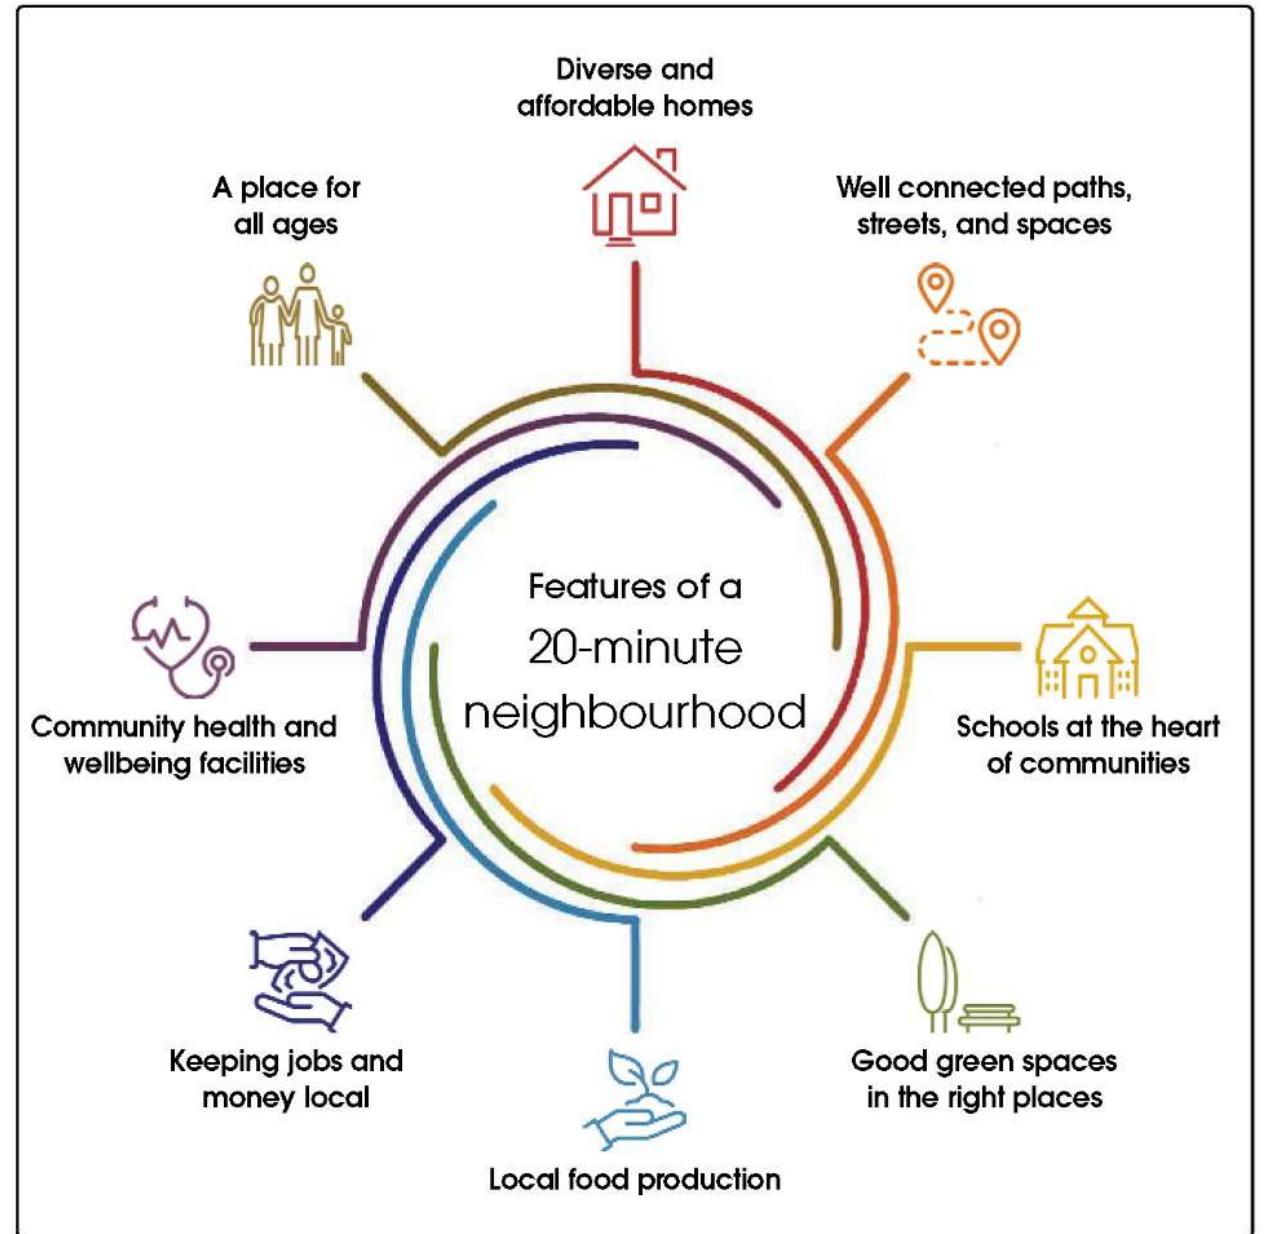 Diverse and
affordable homes
A place for
all ages
Well connected paths,
streets, and spaces
Features of a
20-minute
neighbourhood
Community health and
wellbeing facilities
Schools at the heart
of communities
Keeping jobs and
money local
Good green spaces
in the right places
Local food production